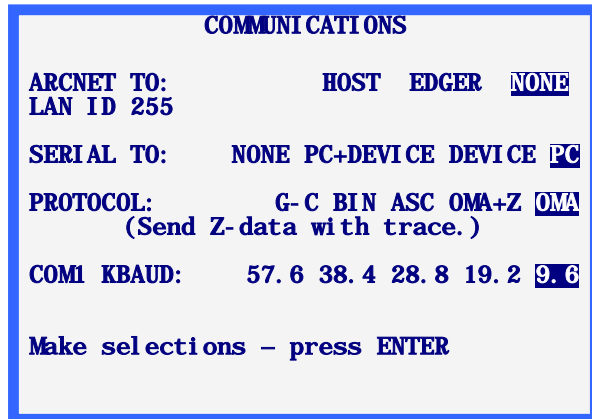 COMMUNICATIONS
ARCNET TO: HOST EDGER NONE
LAN ID 255
SERIAL TO: NONE PC+DEVICE DEVICE PC
PROTOCOL: G-C BIN ASC OMA+Z OMA
(Send Z-data with trace.)
COM1 KBAUD: 57.6 38.4 28.8 19.2 9.6
Make selections – press ENTER